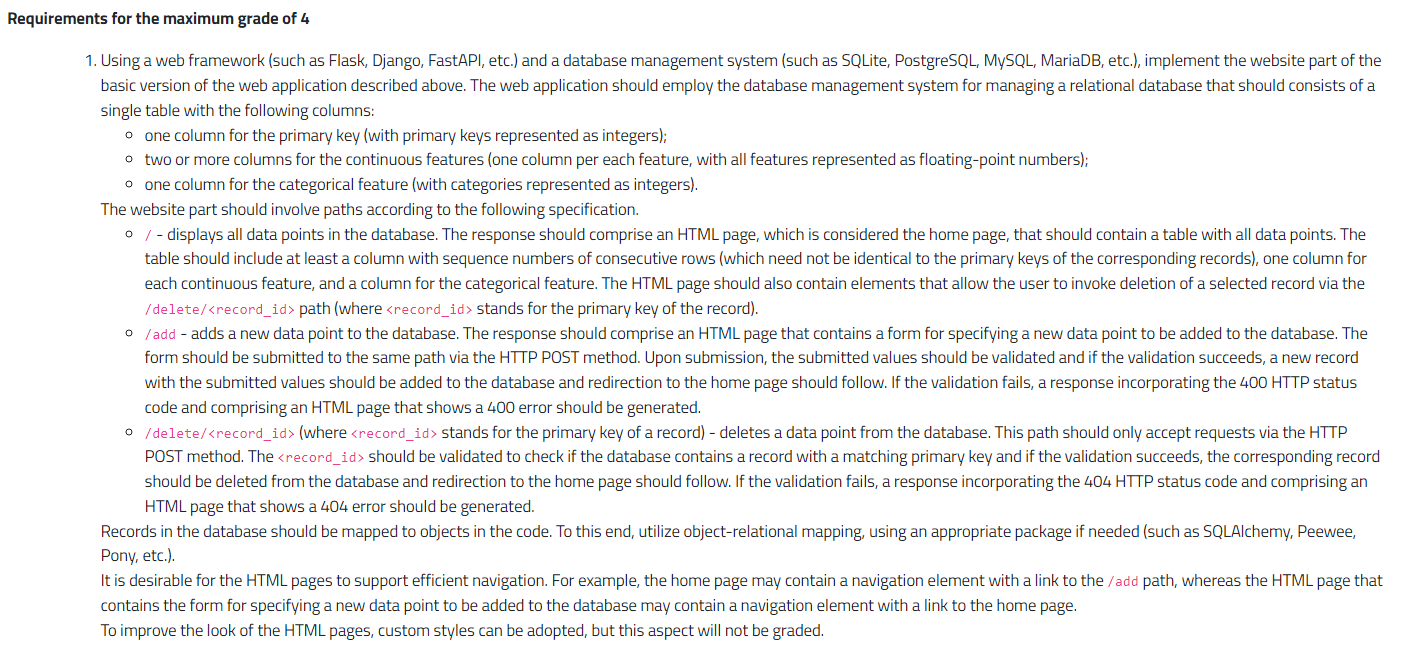 Requirements for the maximum grade of 4
1. Using a web framework (such as Flask, Django, FastAPI, etc.) and a database management system (such as SQLite, PostgreSQL, MySQL, MariaDB, etc.), implement the website part of the
basic version of the web application described above. The web application should employ the database management system for managing a relational database that should consists of a
single table with the following columns:
○ one column for the primary key (with primary keys represented as integers);
○ two or more columns for the continuous features (one column per each feature, with all features represented as floating-point numbers);
○ one column for the categorical feature (with categories represented as integers).
The website part should involve paths according to the following specification.
○ / - displays all data points in the database. The response should comprise an HTML page, which is considered the home page, that should contain a table with all data points. The
table should include at least a column with sequence numbers of consecutive rows (which need not be identical to the primary keys of the corresponding records), one column for
each continuous feature, and a column for the categorical feature. The HTML page should also contain elements that allow the user to invoke deletion of a selected record via the
/delete/<record_id> path (where <record_id> stands for the primary key of the record).
○ /add - adds a new data point to the database. The response should comprise an HTML page that contains a form for specifying a new data point to be added to the database. The
form should be submitted to the same path via the HTTP POST method. Upon submission, the submitted values should be validated and if the validation succeeds, a new record
with the submitted values should be added to the database and redirection to the home page should follow. If the validation fails, a response incorporating the 400 HTTP status
code and comprising an HTML page that shows a 400 error should be generated.
○ /delete/<record_id> (where <record_id> stands for the primary key of a record) - deletes a data point from the database. This path should only accept requests via the HTTP
POST method. The <record_id> should be validated to check if the database contains a record with a matching primary key and if the validation succeeds, the corresponding record
should be deleted from the database and redirection to the home page should follow. If the validation fails, a response incorporating the 404 HTTP status code and comprising an
HTML page that shows a 404 error should be generated.
Records in the database should be mapped to objects in the code. To this end, utilize object-relational mapping, using an appropriate package if needed (such as SQLAlchemy, Peewee,
Pony, etc.).
It is desirable for the HTML pages to support efficient navigation. For example, the home page may contain a navigation element with a link to the /add path, whereas the HTML page that
contains the form for specifying a new data point to be added to the database may contain a navigation element with a link to the home page.
To improve the look of the HTML pages, custom styles can be adopted, but this aspect will not be graded.